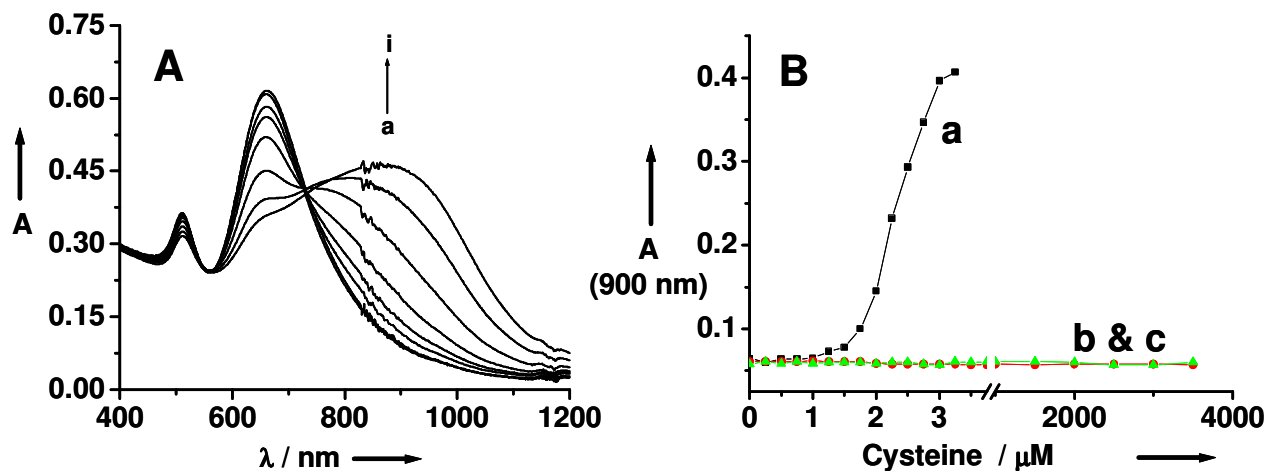 0.75
0.60
0.45
0.30
0.15
0.00
A
A
i
a
400 600 800 1000 1200
λ / nm
B
0.4
0.3
0.2
0.1
A
(900 nm)
a
b & c
0 1 2 3 2000 4000
Cysteine / μM